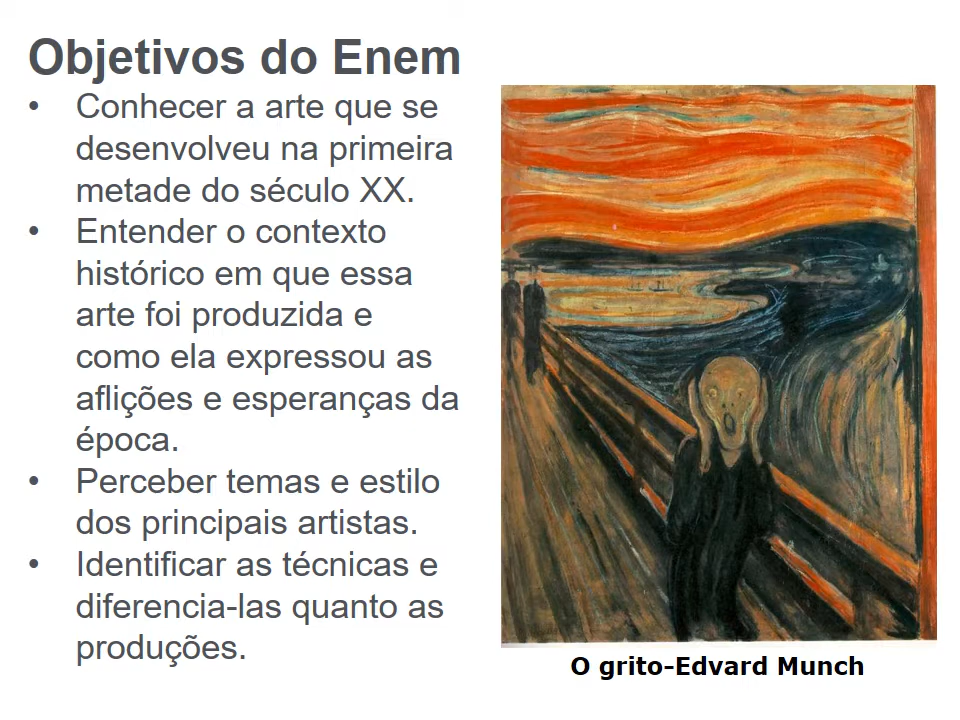 Objetivos do Enem
• Conhecer a arte que se
desenvolveu na primeira
metade do século XX.
• Entender o contexto
histórico em que essa
arte foi produzida e
como ela expressou as
aflições e esperanças da
época.
• Perceber temas e estilo
dos principais artistas.
• Identificar as técnicas e
diferencia-las quanto as
produções.
O grito-Edvard Munch